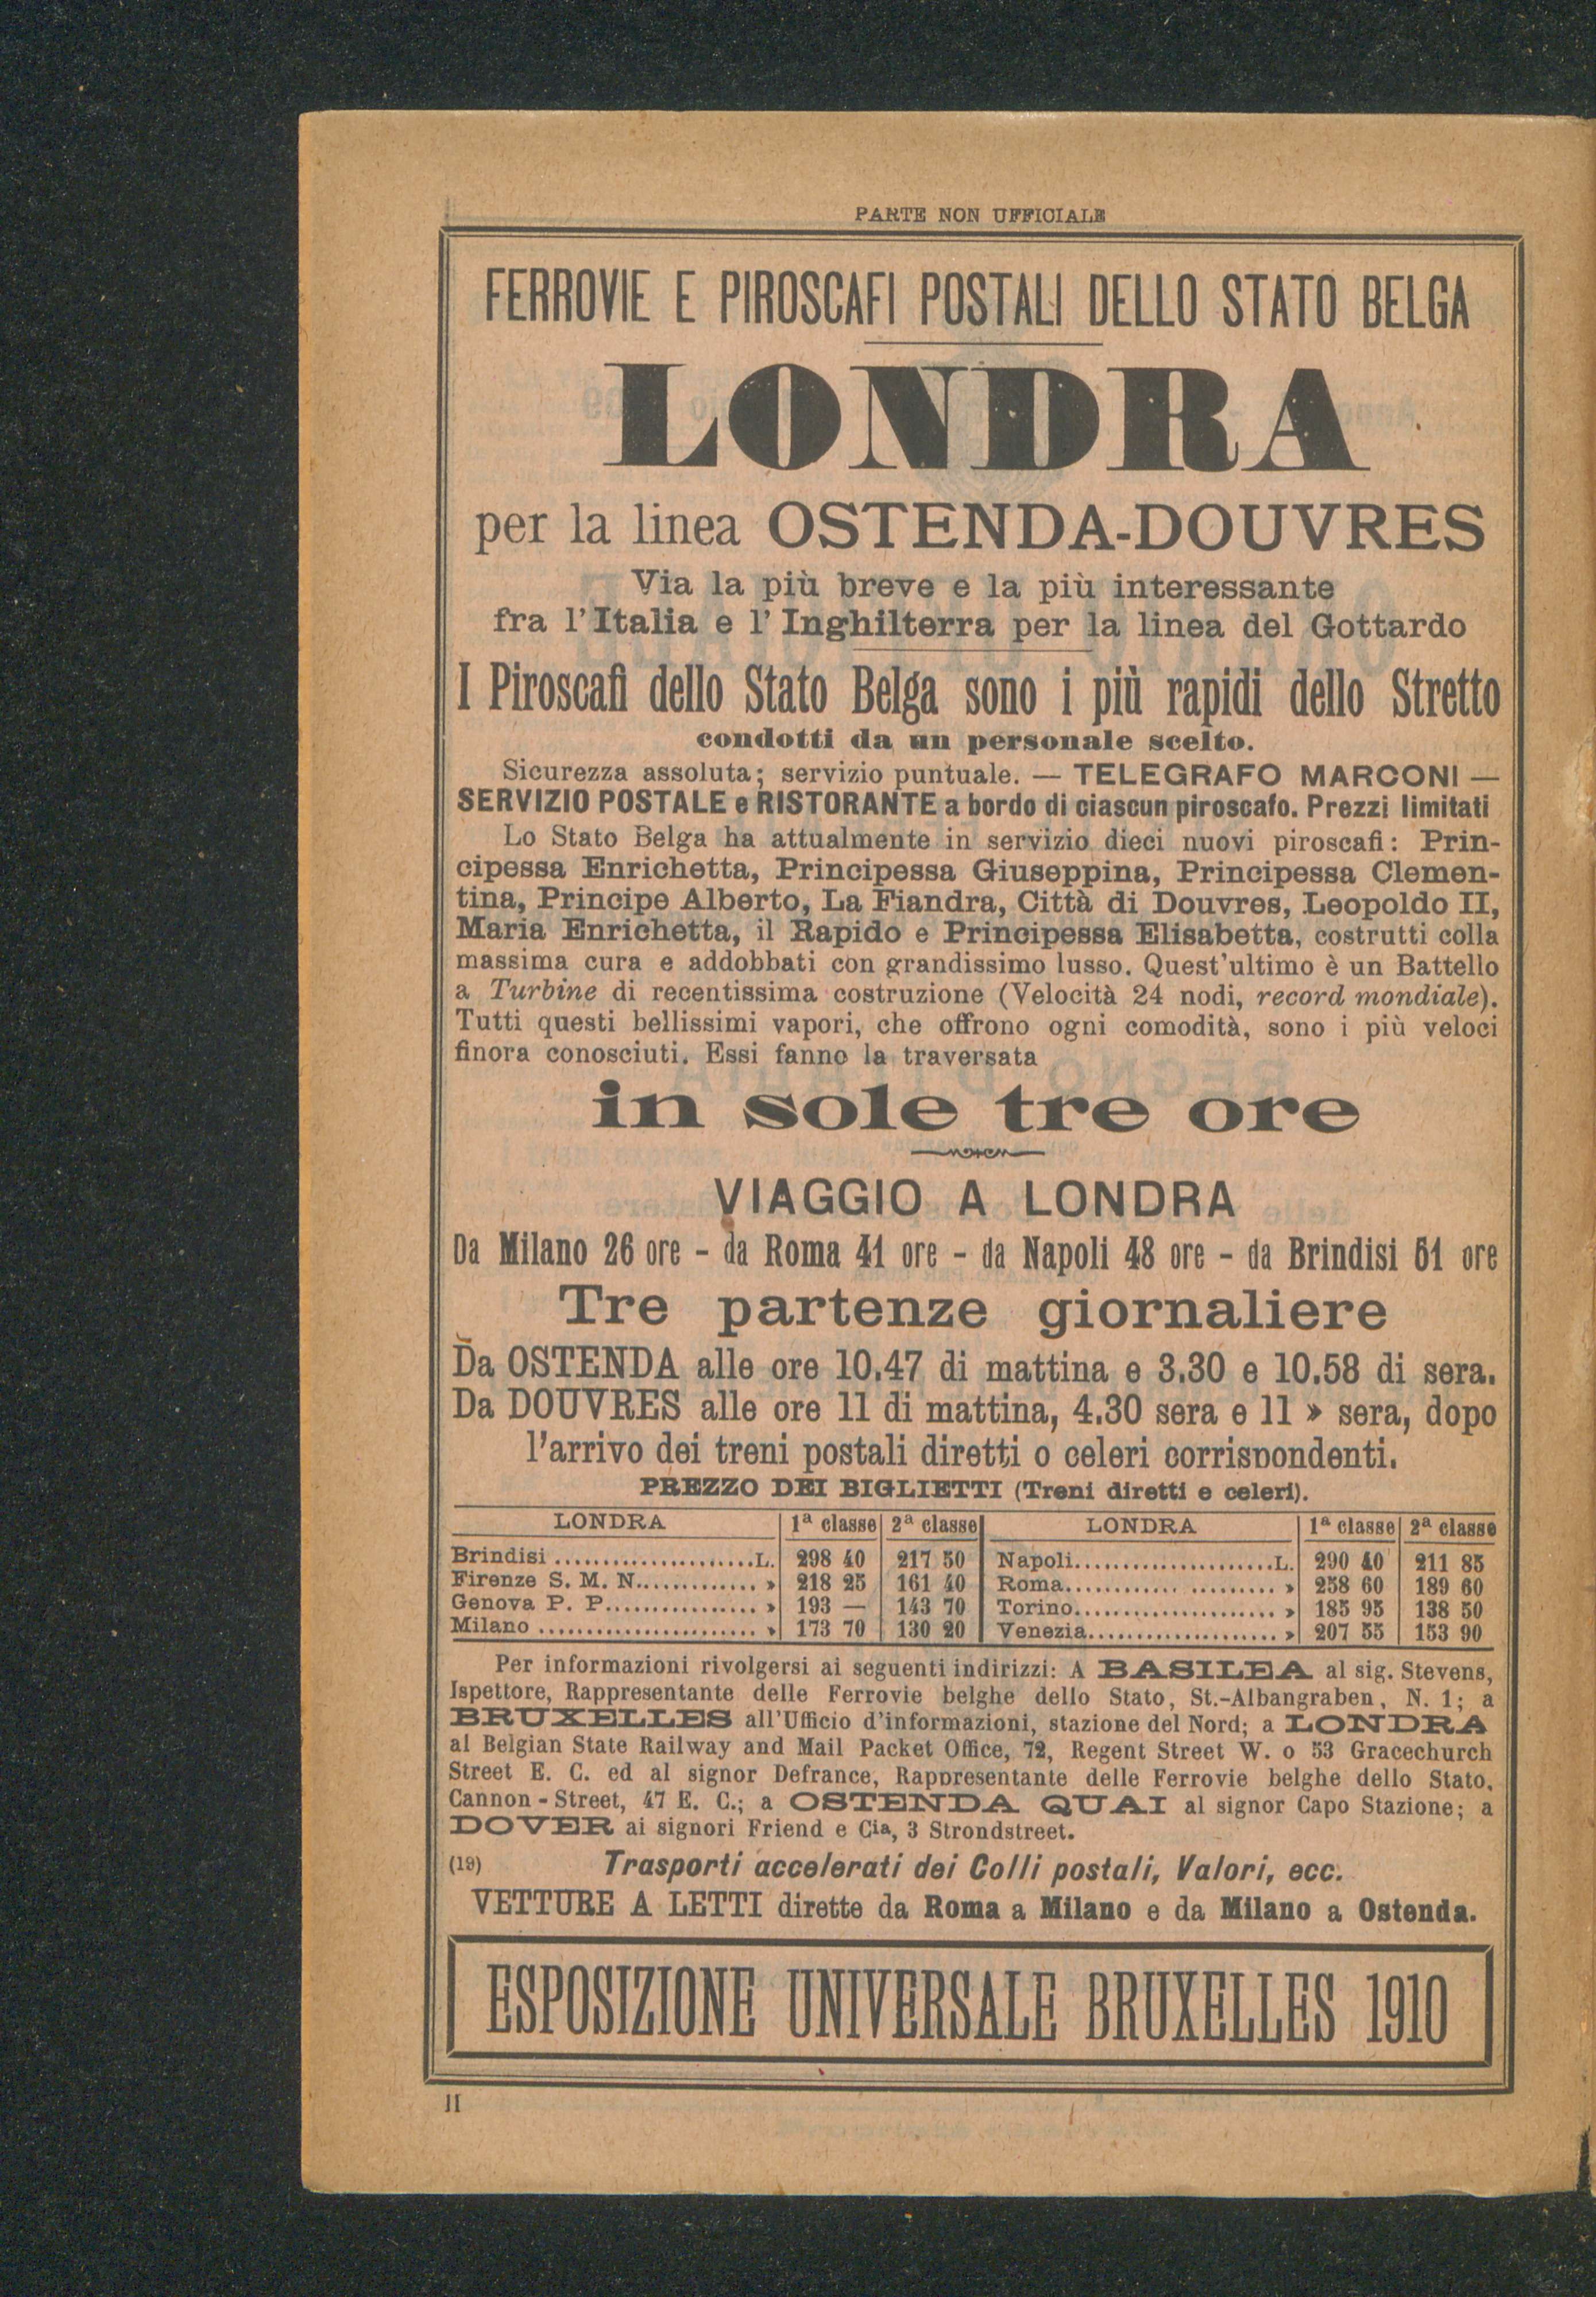 PARTE NON UFFICIALE
FERROVIE E PIROSCAFI POSTALI DELLO STATO BELGA
LONDRA
per la linea OSTENDA-DOUVRES
Via la più breve e la più interessante
fra l'Italia e l'Inghilterra per la linea del Gottardo
I Piroscafi dello Stato Belga sono i più rapidi dello Stretto
condotti da un personale scelto.
Sicurezza assoluta; servizio puntuale. — TELEGRAFO MARCONI —
SERVIZIO POSTALE e RISTORANTE a bordo di ciascun piroscafo. Prezzi limitati
Lo Stato Belga ha attualmente in servizio dieci nuovi piroscafi: Prin-
cipessa Enrichetta, Principessa Giuseppina, Principessa Clemen-
tina, Principe Alberto, La Fiandra, Città di Douvres, Leopoldo II,
Maria Enrichetta, il Rapido e Principessa Elisabetta, costrutti colla
massima cura e addobbati con grandissimo lusso. Quest'ultimo è un Battello
a Turbine di recentissima costruzione (Velocità 24 nodi, record mondiale).
Tutti questi bellissimi vapori, che offrono ogni comodità, sono i più veloci
finora conosciuti. Essi fanno la traversata
in sole tre ore
VIAGGIO A LONDRA
Da Milano 26 ore - da Roma 41 ore - da Napoli 48 ore - da Brindisi 51 ore
Tre partenze giornaliere
Da OSTENDA alle ore 10.47 di mattina e 3.30 e 10.58 di sera.
Da DOUVRES alle ore 11 di mattina, 4.30 sera e 11 » sera, dopo
l'arrivo dei treni postali diretti o celeri corrispondenti.
PREZZO DEI BIGLIETTI (Treni diretti e celeri).
LONDRA 1ª classe 2ª classe LONDRA 1ª classe 2ª classe
Brindisi ..................... L. 298 40 217 50 Napoli..................... L. 290 40 211 85
Firenze S. M. N............. » 218 25 161 40 Roma..................... » 258 60 189 60
Genova P. P................ » 193 — 143 70 Torino..................... » 185 95 138 50
Milano ....................... » 173 70 130 20 Venezia.................... » 207 55 153 90
Per informazioni rivolgersi ai seguenti indirizzi: A BASILEA al sig. Stevens,
Ispettore, Rappresentante delle Ferrovie belghe dello Stato, St.-Albangraben, N. 1; a
BRUXELLES all'Ufficio d'informazioni, stazione del Nord; a LONDRA
al Belgian State Railway and Mail Packet Office, 72, Regent Street W. o 53 Gracechurch
Street E. C. ed al signor Defrance, Rappresentante delle Ferrovie belghe dello Stato,
Cannon-Street, 47 E. C.; a OSTENDA QUAI al signor Capo Stazione; a
DOVER ai signori Friend e Cia, 3 Strondstreet.
(19) Trasporti accelerati dei Colli postali, Valori, ecc.
VETTURE A LETTI dirette da Roma a Milano e da Milano a Ostenda.
ESPOSIZIONE UNIVERSALE BRUXELLES 1910
II